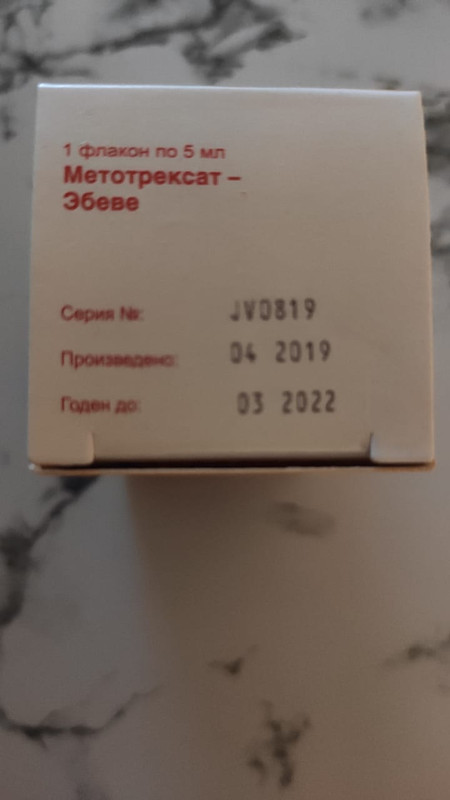 1 флакон по 5 мл
Метотрексат –
Эбеве
Серия №: JV0819
Произведено: 04 2019
Годен до: 03 2022